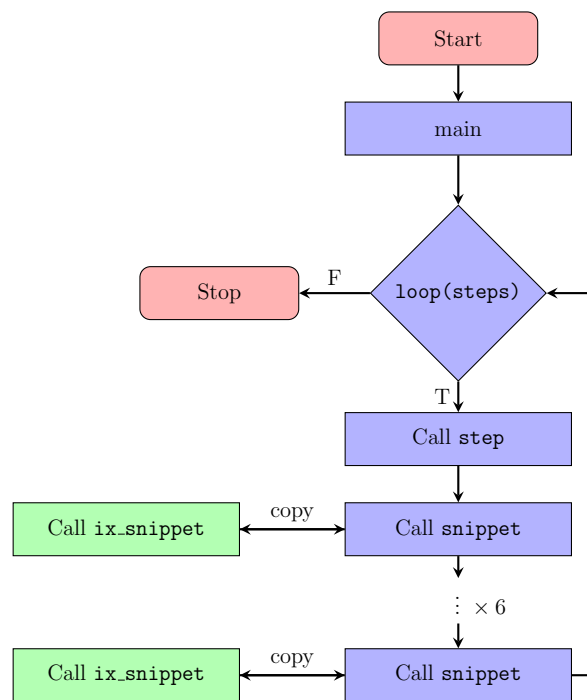 Start
main
loop(steps)
F
Stop
T
Call step
Call ix_snippet
copy
Call snippet
⋮ × 6
Call ix_snippet
copy
Call snippet